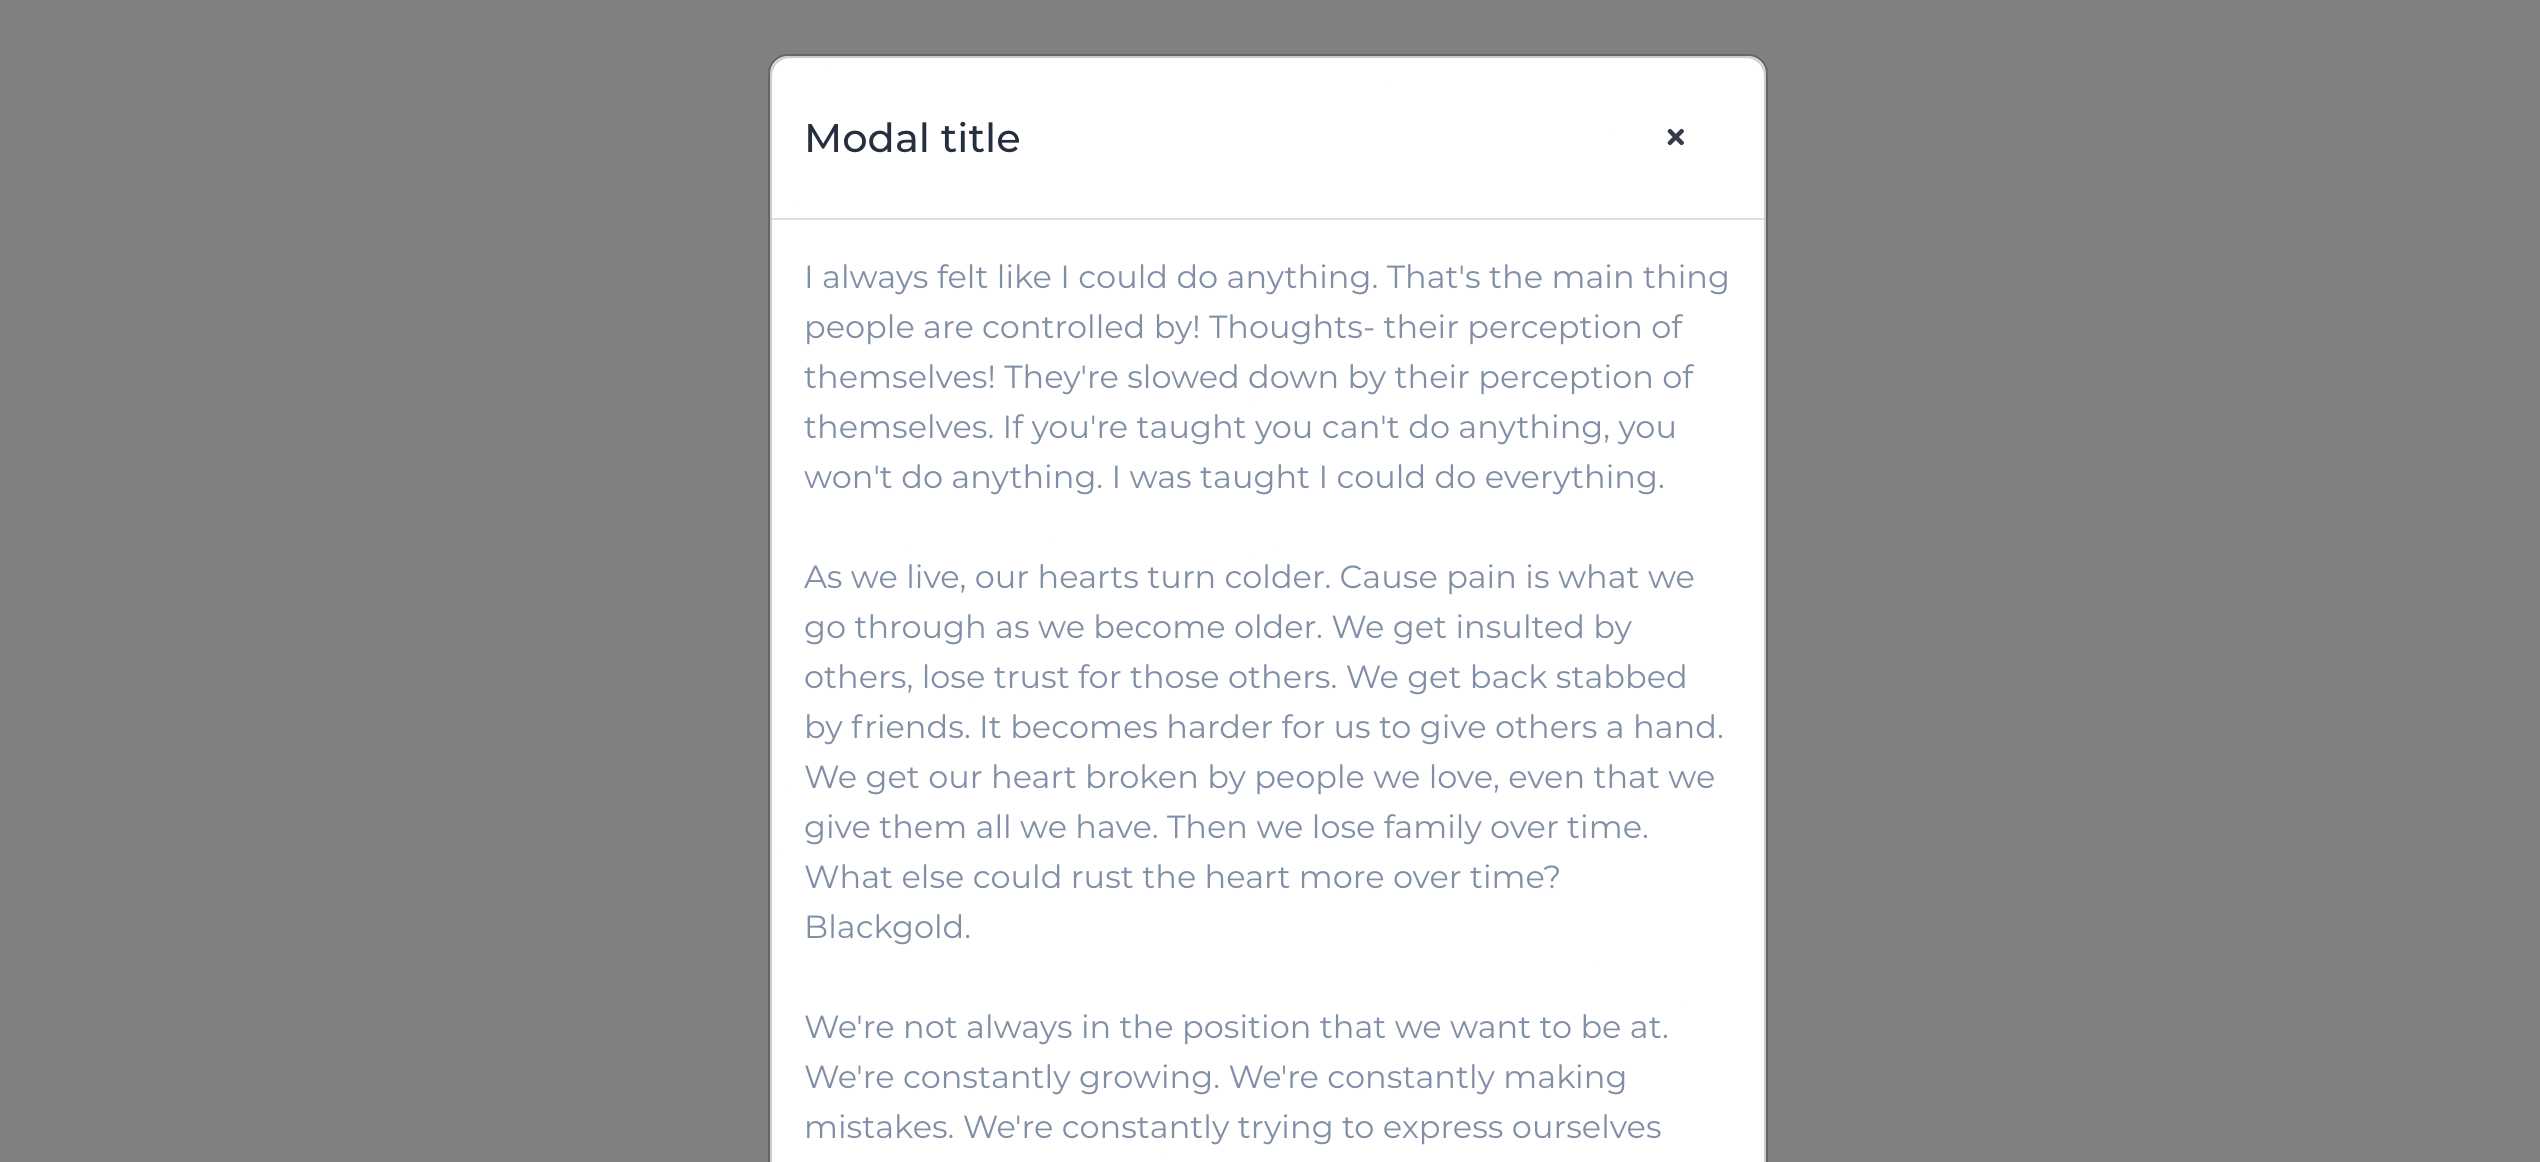 Modal title
×
I always felt like I could do anything. That's the main thing
people are controlled by! Thoughts- their perception of
themselves! They're slowed down by their perception of
themselves. If you're taught you can't do anything, you
won't do anything. I was taught I could do everything.
As we live, our hearts turn colder. Cause pain is what we
go through as we become older. We get insulted by
others, lose trust for those others. We get back stabbed
by friends. It becomes harder for us to give others a hand.
We get our heart broken by people we love, even that we
give them all we have. Then we lose family over time.
What else could rust the heart more over time?
Blackgold.
We're not always in the position that we want to be at.
We're constantly growing. We're constantly making
mistakes. We're constantly trying to express ourselves